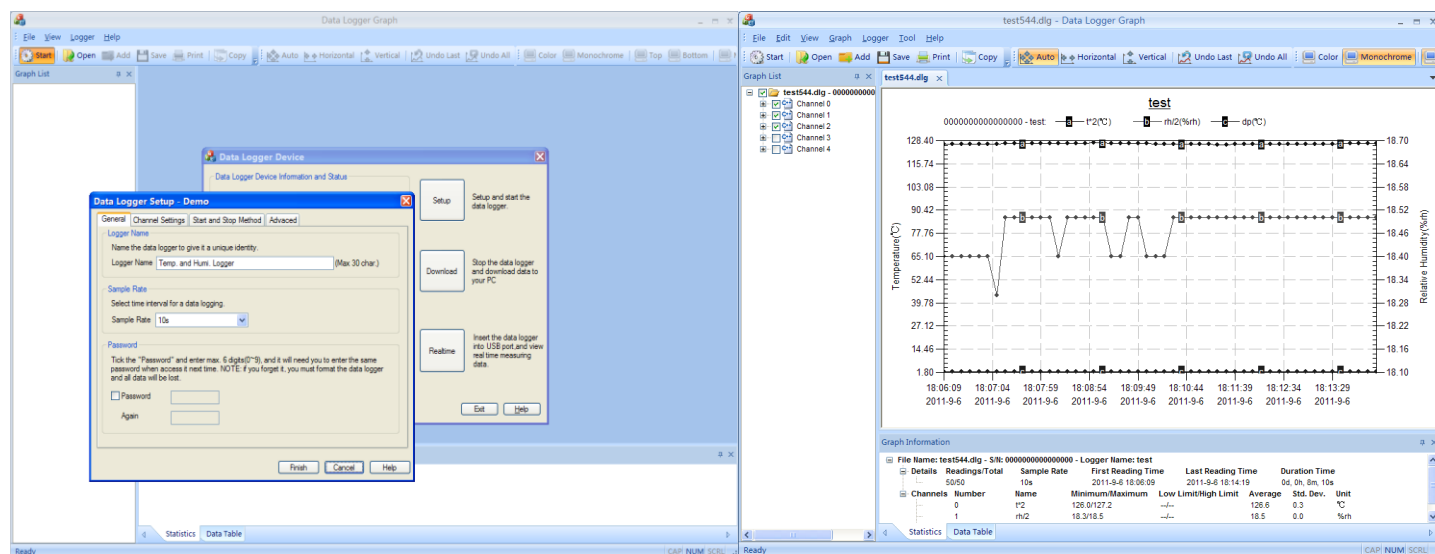 Data Logger Graph
File View Logger Help
Start Open Add Save Print Copy Auto Horizontal Vertical Undo Last Undo All Color Monochrome Top Bottom
Graph List
Data Logger Device
Data Logger Device Information and Status
Setup
Setup and start the
data logger.
Download
Stop the data logger
and download data to
your PC
Realtime
Insert the data logger
into USB port,and view
real time measuring
data.
Exit Help
Data Logger Setup - Demo
General Channel Settings Start and Stop Method Advaced
Logger Name
Name the data logger to give it a unique identity.
Logger Name Temp. and Humi. Logger (Max 30 char.)
Sample Rate
Select time interval for a data logging.
Sample Rate 10s
Password
Tick the "Password" and enter max. 6 digits(0~9), and it will need you to enter the same
password when access it next time. NOTE: if you forget it, you must format the data logger
and all data will be lost.
Password
Again
Finish Cancel Help
Statistics Data Table
Ready CAP NUM SCRL
test544.dlg - Data Logger Graph
File Edit View Graph Logger Tool Help
Start Open Add Save Print Copy Auto Horizontal Vertical Undo Last Undo All Color Monochrome
Graph List
test544.dlg - 0000000000
Channel 0
Channel 1
Channel 2
Channel 3
Channel 4
test544.dlg
test
0000000000000000 - test: a t*2(℃) b rh/2(%rh) c dp(℃)
128.40 18.70
115.74 18.64
103.08 18.58
90.42 18.52
77.76 18.46
65.10 18.40
52.44 18.34
39.78 18.28
27.12 18.22
14.46 18.16
1.80 18.10
Temperature(℃)
Relative Humidity(%rh)
18:06:09 18:07:04 18:07:59 18:08:54 18:09:49 18:10:44 18:11:39 18:12:34 18:13:29
2011-9-6 2011-9-6 2011-9-6 2011-9-6 2011-9-6 2011-9-6 2011-9-6 2011-9-6 2011-9-6
Graph Information
File Name: test544.dlg - S/N: 0000000000000000 - Logger Name: test
Details Readings/Total Sample Rate First Reading Time Last Reading Time Duration Time
50/50 10s 2011-9-6 18:06:09 2011-9-6 18:14:19 0d, 0h, 8m, 10s
Channels Number Name Minimum/Maximum Low Limit/High Limit Average Std. Dev. Unit
0 t*2 126.0/127.2 --/-- 126.6 0.3 ℃
1 rh/2 18.3/18.5 --/-- 18.5 0.0 %rh
Statistics Data Table
Ready CAP NUM SCRL